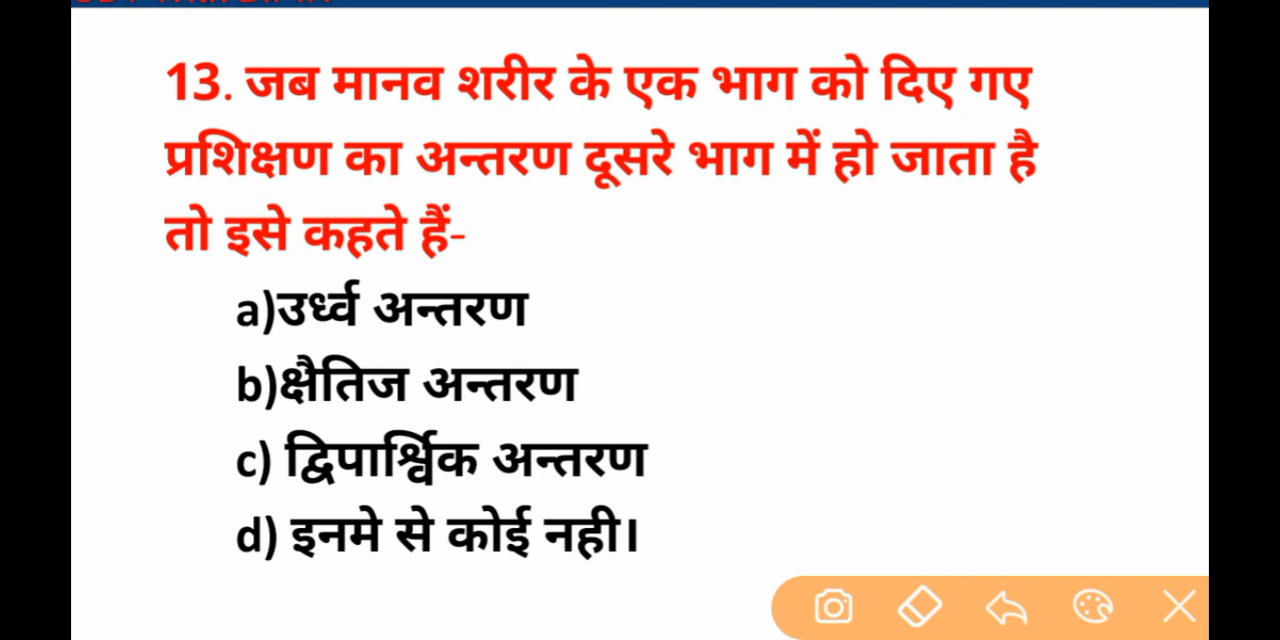 13. जब मानव शरीर के एक भाग को दिए गए
प्रशिक्षण का अन्तरण दूसरे भाग में हो जाता है
तो इसे कहते हैं-
a)उर्ध्व अन्तरण
b)क्षैतिज अन्तरण
c) द्विपार्श्विक अन्तरण
d) इनमे से कोई नही।